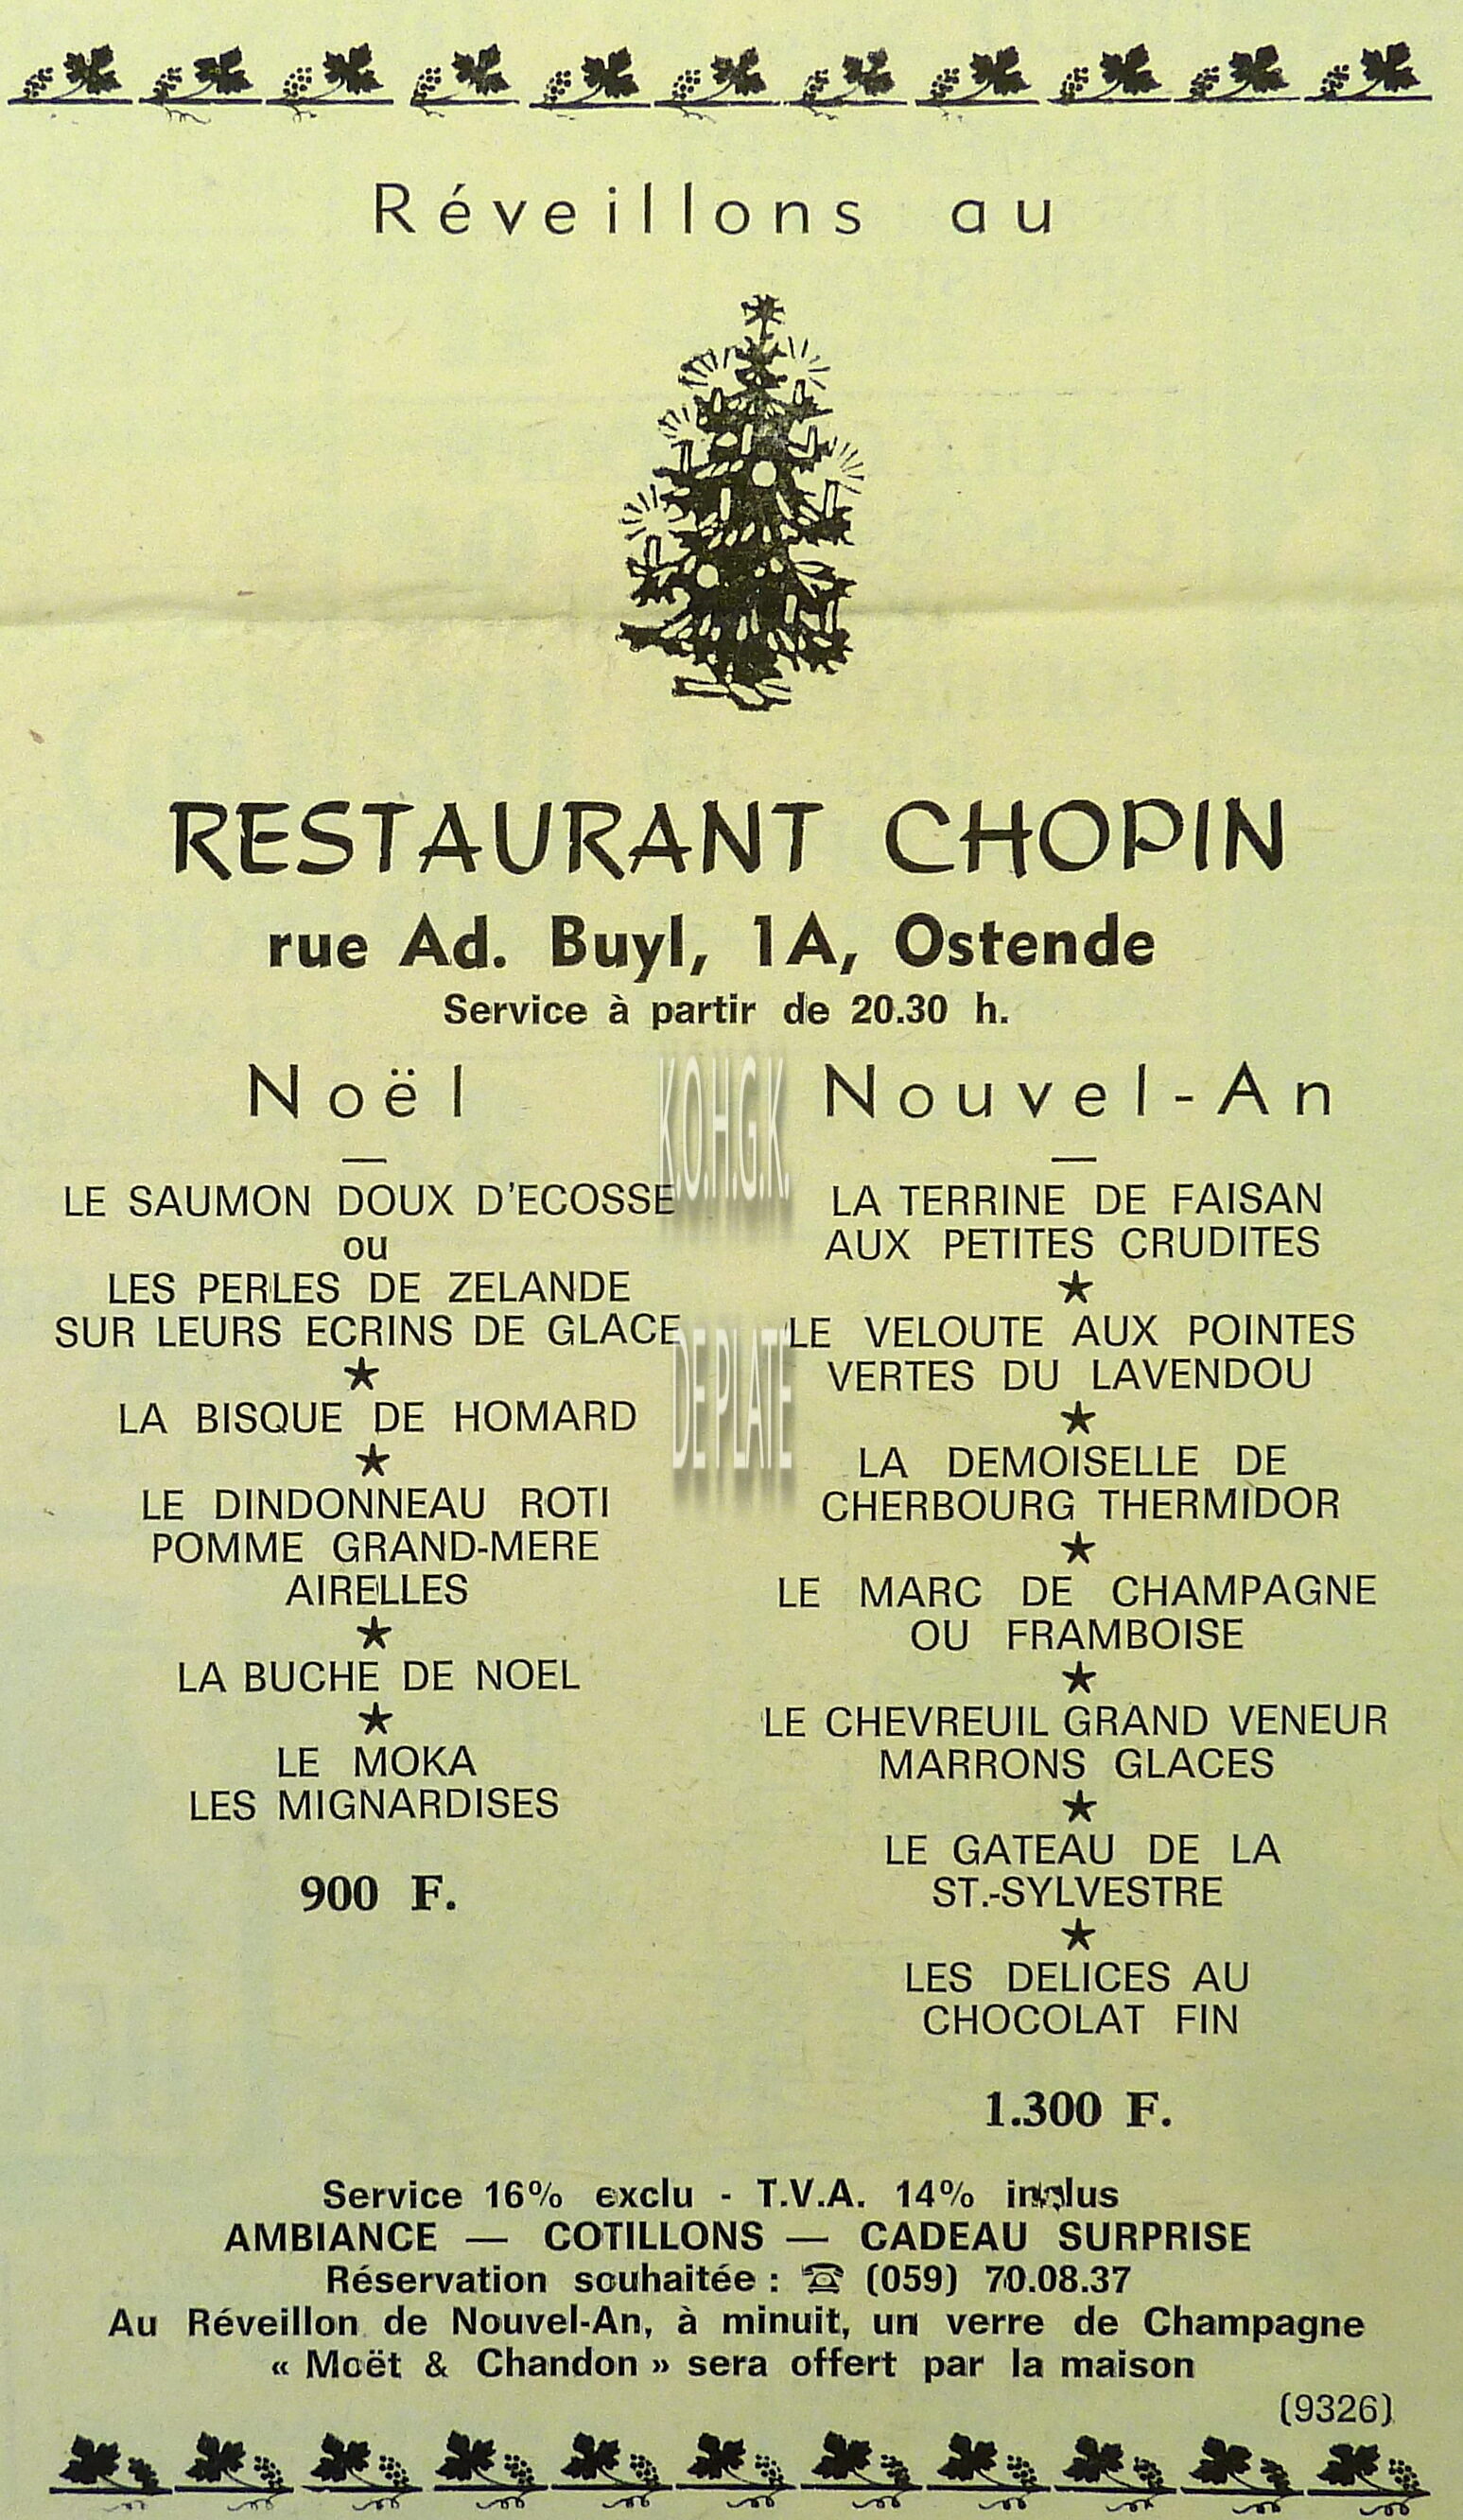 Réveillons au
RESTAURANT CHOPIN
rue Ad. Buyl, 1A, Ostende
Service à partir de 20.30 h.
Noël
LE SAUMON DOUX D'ECOSSE
ou
LES PERLES DE ZELANDE
SUR LEURS ECRINS DE GLACE
LA BISQUE DE HOMARD
LE DINDONNEAU ROTI
POMME GRAND-MERE
AIRELLES
LA BUCHE DE NOEL
LE MOKA
LES MIGNARDISES
900 F.
K.O.H.G.K.
DE PLATE
Nouvel-An
LA TERRINE DE FAISAN
AUX PETITES CRUDITES
LE VELOUTE AUX POINTES
VERTES DU LAVENDOU
LA DEMOISELLE DE
CHERBOURG THERMIDOR
LE MARC DE CHAMPAGNE
OU FRAMBOISE
LE CHEVREUIL GRAND VENEUR
MARRONS GLACES
LE GATEAU DE LA
ST.-SYLVESTRE
LES DELICES AU
CHOCOLAT FIN
1.300 F.
Service 16% exclu - T.V.A. 14% inclus
AMBIANCE — COTILLONS — CADEAU SURPRISE
Réservation souhaitée : ☎ (059) 70.08.37
Au Réveillon de Nouvel-An, à minuit, un verre de Champagne
« Moët & Chandon » sera offert par la maison
(9326)